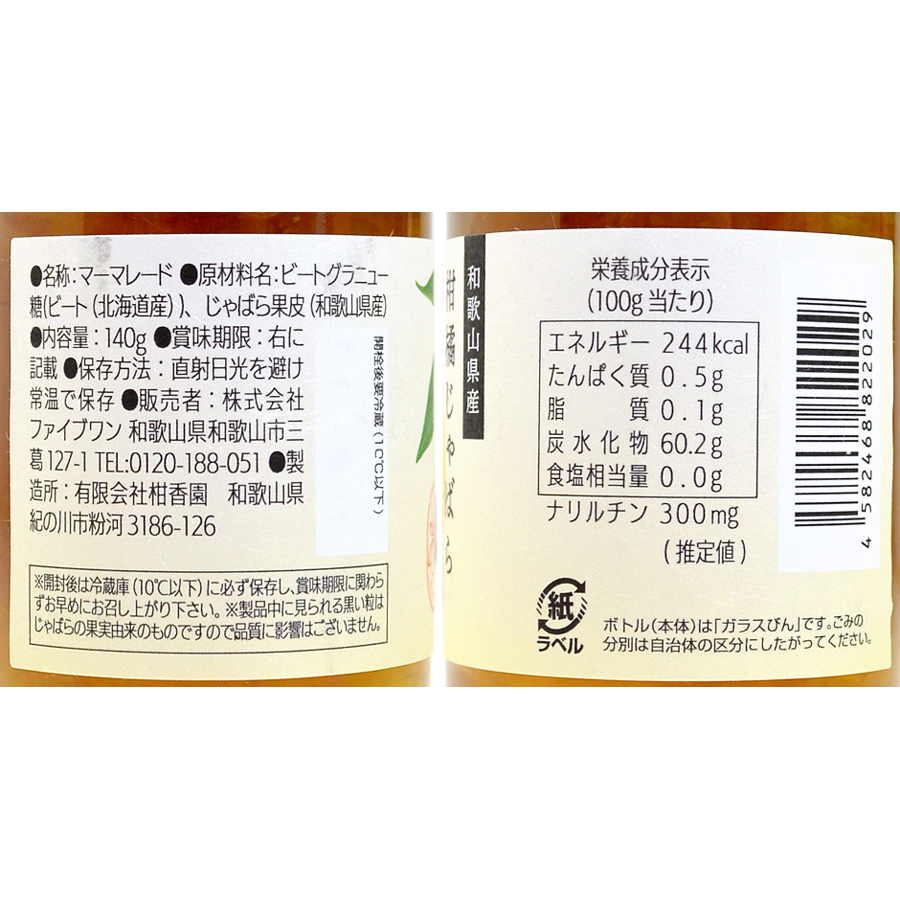 ●名称：マーマレード ●原材料名：ビートグラニュー
糖(ビート(北海道産))、じゃばら果皮(和歌山県産)
●内容量：140g ●賞味期限：右に
記載 ●保存方法：直射日光を避け
常温で保存 ●販売者：株式会社
ファイブワン 和歌山県和歌山市三
葛127-1 TEL:0120-188-051 ●製
造所：有限会社柑香園　和歌山県
紀の川市粉河3186-126
開栓後要冷蔵(10℃以下)
※開封後は冷蔵庫(10℃以下)に必ず保存し、賞味期限に関わら
ずお早めにお召し上がり下さい。※製品中に見られる黒い粒は
じゃばらの果実由来のものですので品質に影響はございません。
和歌山県産
柑橘じゃばら
栄養成分表示
(100g当たり)
エネルギー 244kcal
たんぱく質 0.5g
脂　　質 0.1g
炭水化物 60.2g
食塩相当量 0.0g
ナリルチン 300mg
(推定値)
紙
ラベル
ボトル(本体)は「ガラスびん」です。ごみの
分別は自治体の区分にしたがってください。
4 582468 822029